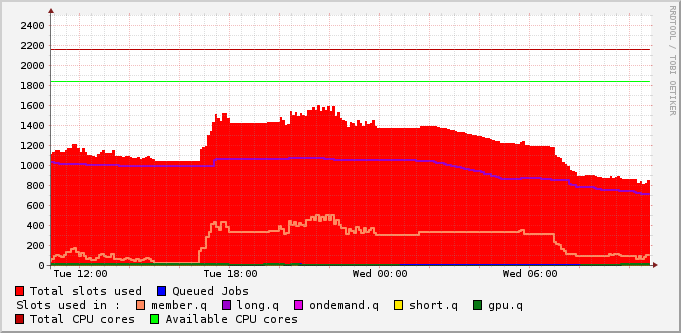 2400
2200
2000
1800
1600
1400
1200
1000
800
600
400
200
0
Tue 12:00 Tue 18:00 Wed 00:00 Wed 06:00
Total slots used Queued Jobs
Slots used in : member.q long.q ondemand.q short.q gpu.q
Total CPU cores Available CPU cores
RRDTOOL / TOBI OETIKER